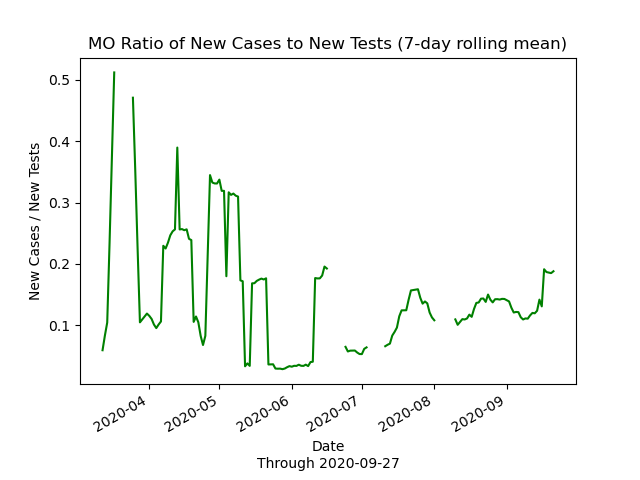 MO Ratio of New Cases to New Tests (7-day rolling mean)
New Cases / New Tests
0.5
0.4
0.3
0.2
0.1
2020-04
2020-05
2020-06
2020-07
2020-08
2020-09
Date
Through 2020-09-27